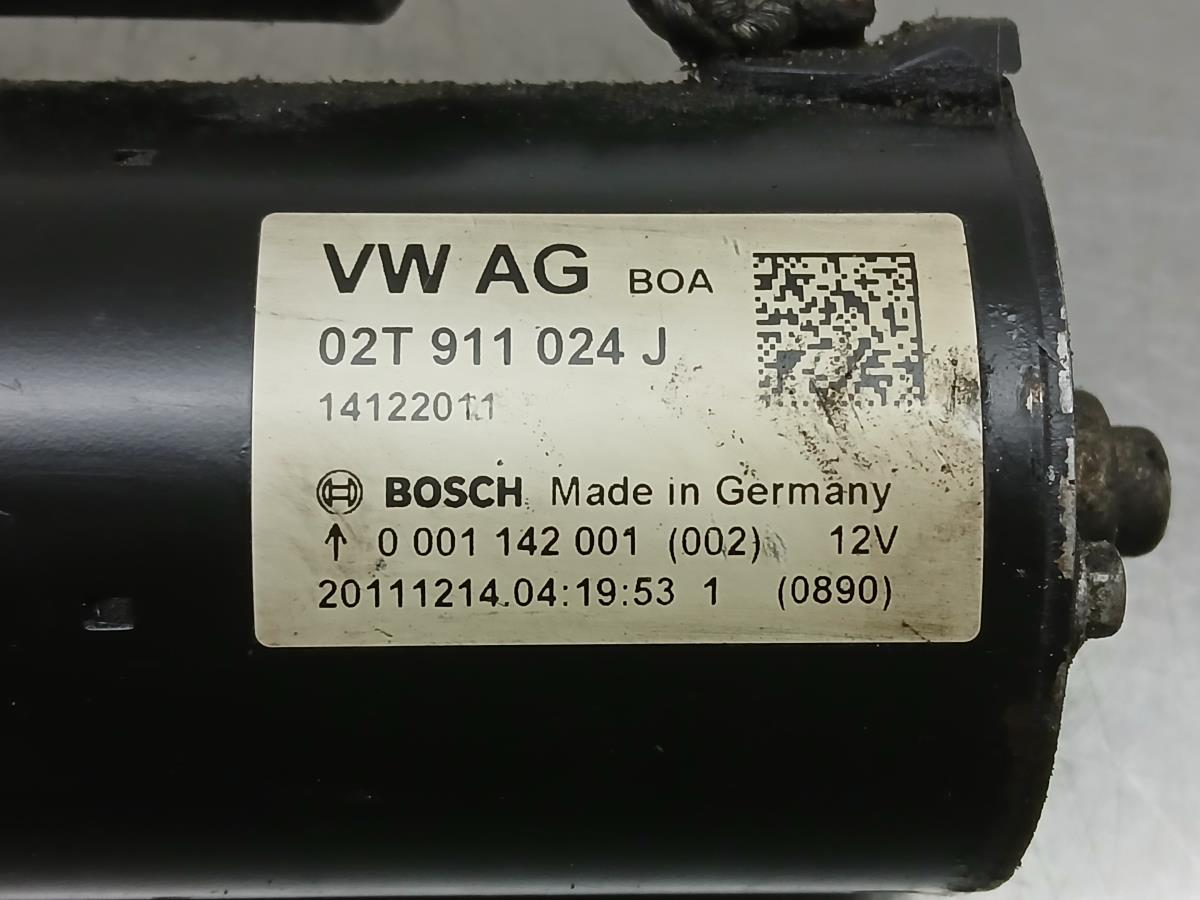 VW AG BOA
02T 911 024 J
14122011
BOSCH Made in Germany
↑ 0 001 142 001 (002) 12V
20111214.04:19:53 1 (0890)